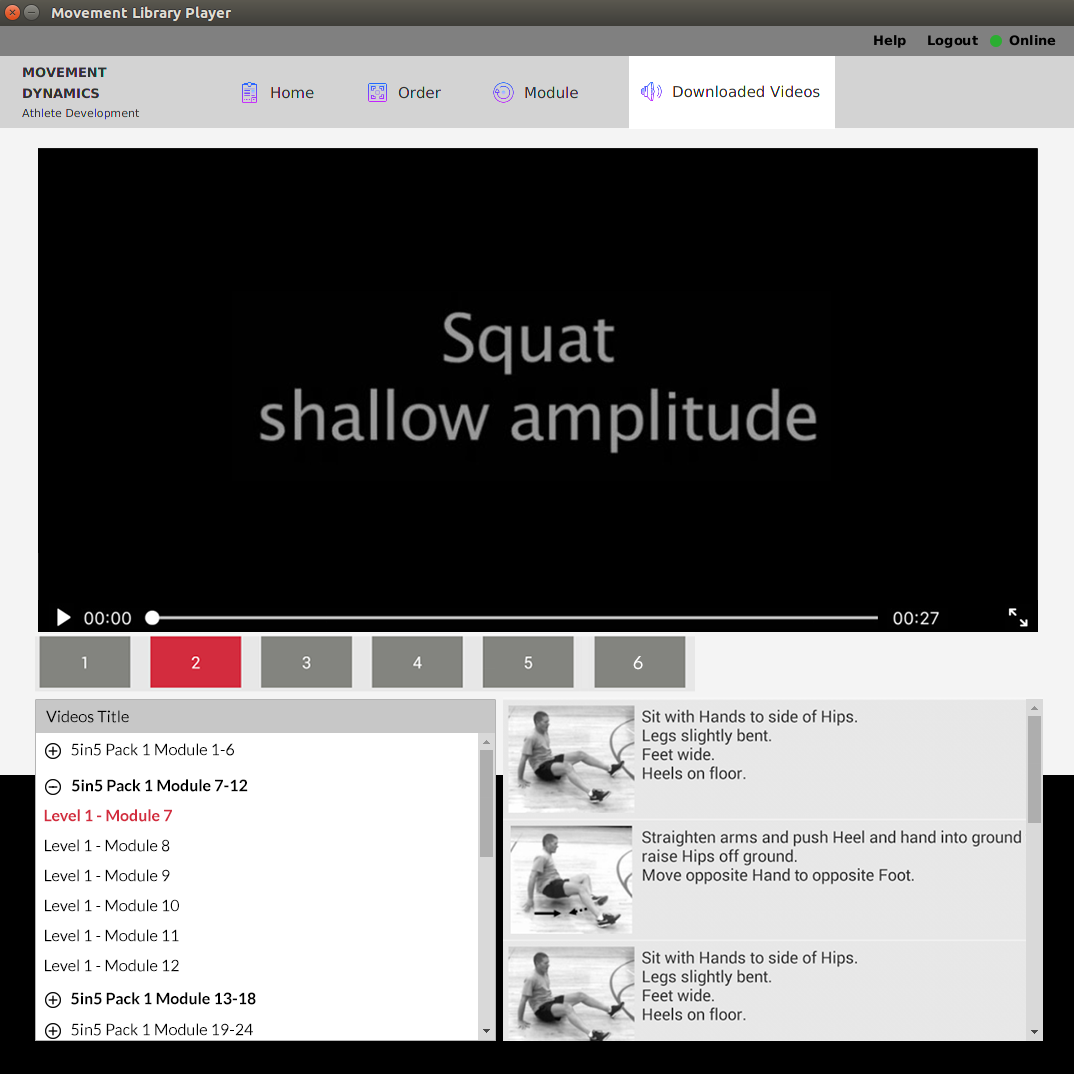 Movement Library Player
Help Logout Online
MOVEMENT
DYNAMICS
Athlete Development
Home Order Module Downloaded Videos
Squat
shallow amplitude
00:00 00:27
1 2 3 4 5 6
Videos Title
5in5 Pack 1 Module 1-6
5in5 Pack 1 Module 7-12
Level 1 - Module 7
Level 1 - Module 8
Level 1 - Module 9
Level 1 - Module 10
Level 1 - Module 11
Level 1 - Module 12
5in5 Pack 1 Module 13-18
5in5 Pack 1 Module 19-24
Sit with Hands to side of Hips.
Legs slightly bent.
Feet wide.
Heels on floor.
Straighten arms and push Heel and hand into ground
raise Hips off ground.
Move opposite Hand to opposite Foot.
Sit with Hands to side of Hips.
Legs slightly bent.
Feet wide.
Heels on floor.